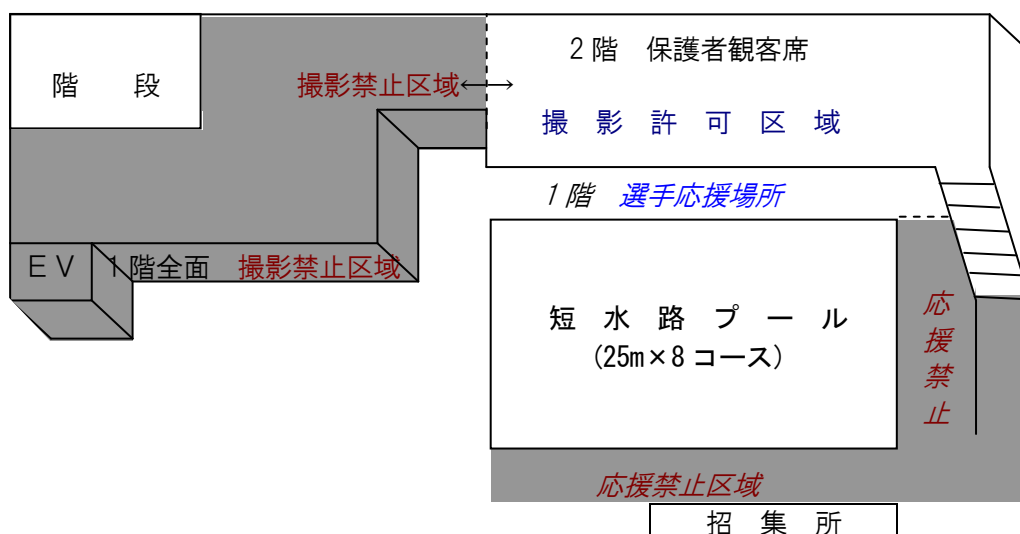 ２階　保護者観客席
階　段
撮影禁止区域
撮　影　許　可　区　域
１階　選手応援場所
ＥＶ
１階全面　撮影禁止区域
短　水　路　プ　ー　ル
(25m×8 コース)
応援禁止
応援禁止区域
招　集　所